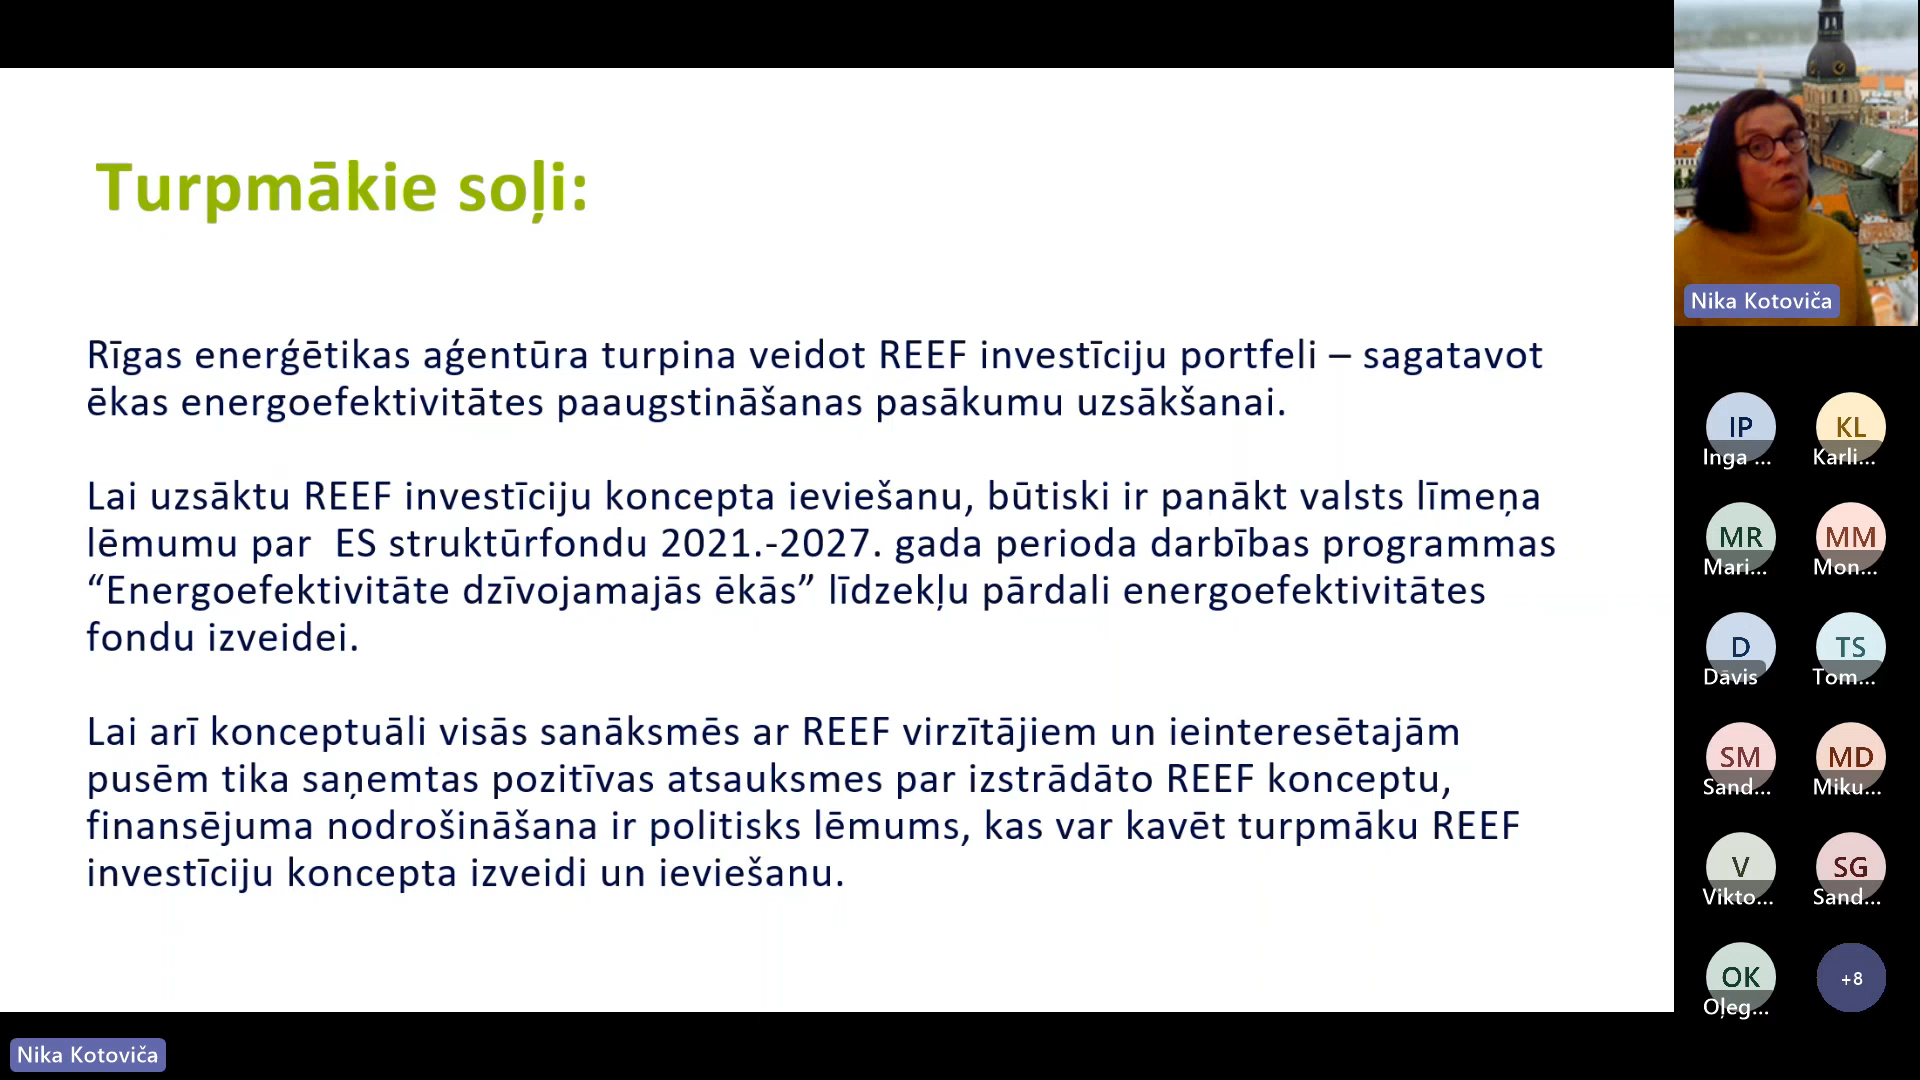 Turpmākie soļi:
Rīgas enerģētikas aģentūra turpina veidot REEF investīciju portfeli – sagatavot
ēkas energoefektivitātes paaugstināšanas pasākumu uzsākšanai.
Lai uzsāktu REEF investīciju koncepta ieviešanu, būtiski ir panākt valsts līmeņa
lēmumu par  ES struktūrfondu 2021.-2027. gada perioda darbības programmas
“Energoefektivitāte dzīvojamajās ēkās” līdzekļu pārdali energoefektivitātes
fondu izveidei.
Lai arī konceptuāli visās sanāksmēs ar REEF virzītājiem un ieinteresētajām
pusēm tika saņemtas pozitīvas atsauksmes par izstrādāto REEF konceptu,
finansējuma nodrošināšana ir politisks lēmums, kas var kavēt turpmāku REEF
investīciju koncepta izveidi un ieviešanu.
Nika Kotoviča
IP
Inga ...
KL
Karli...
MR
Mari...
MM
Mon...
D
Dāvis
TS
Tom...
SM
Sand...
MD
Miku...
V
Vikto...
SG
Sand...
OK
Oļeg...
+8
Nika Kotoviča